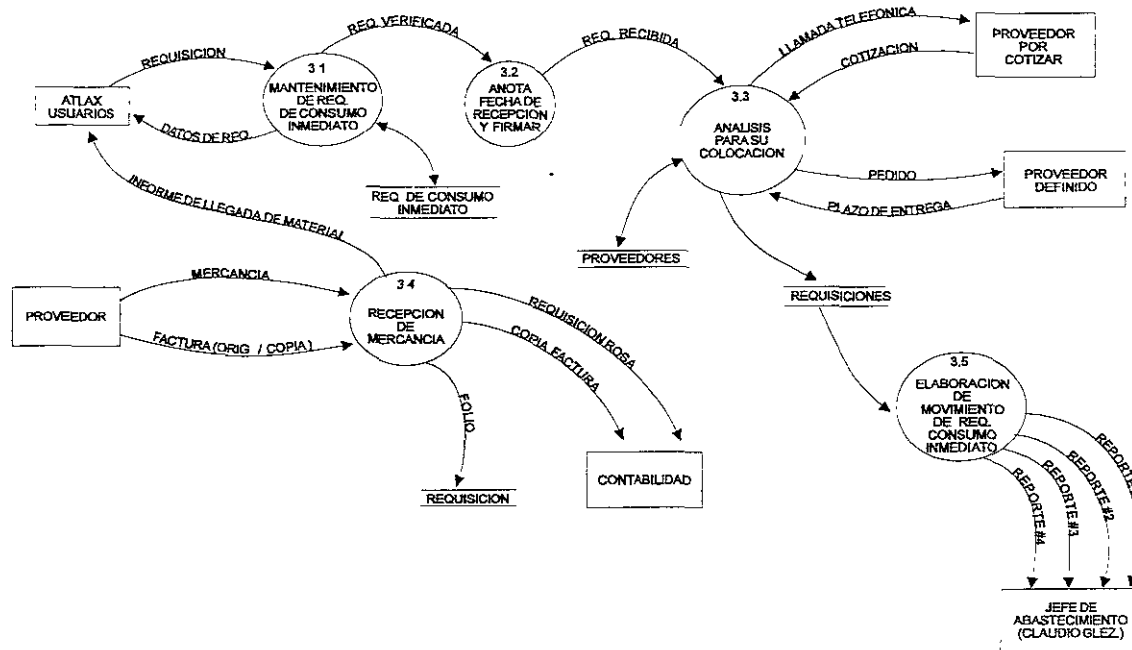 REQUISICION
ATLAX
USUARIOS
DATOS DE REQ.
3.1
MANTENIMIENTO
DE REQ.
DE CONSUMO
INMEDIATO
REQ. VERIFICADA
REQ. DE CONSUMO
INMEDIATO
3.2
ANOTA
FECHA DE
RECEPCION
Y FIRMAR
REQ. RECIBIDA
3.3
ANALISIS
PARA SU
COLOCACION
LLAMADA TELEFONICA
COTIZACION
PROVEEDOR
POR
COTIZAR
PEDIDO
PLAZO DE ENTREGA
PROVEEDOR
DEFINIDO
PROVEEDORES
REQUISICIONES
INFORME DE LLEGADA DE MATERIAL
PROVEEDOR
MERCANCIA
FACTURA (ORIG / COPIA)
3.4
RECEPCION
DE
MERCANCIA
REQUISICION ROSA
COPIA FACTURA
FOLIO
REQUISICION
CONTABILIDAD
3.5
ELABORACION
DE
MOVIMIENTO
DE REQ.
CONSUMO
INMEDIATO
REPORTE
REPORTE #2
REPORTE #3
REPORTE #4
JEFE DE
ABASTECIMIENTO
(CLAUDIO GLEZ.)